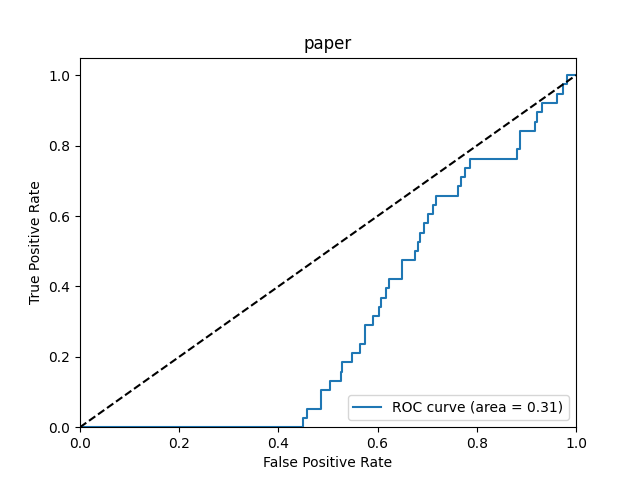 paper
1.0
0.8
0.6
0.4
0.2
0.0
True Positive Rate
ROC curve (area = 0.31)
0.0 0.2 0.4 0.6 0.8 1.0
False Positive Rate